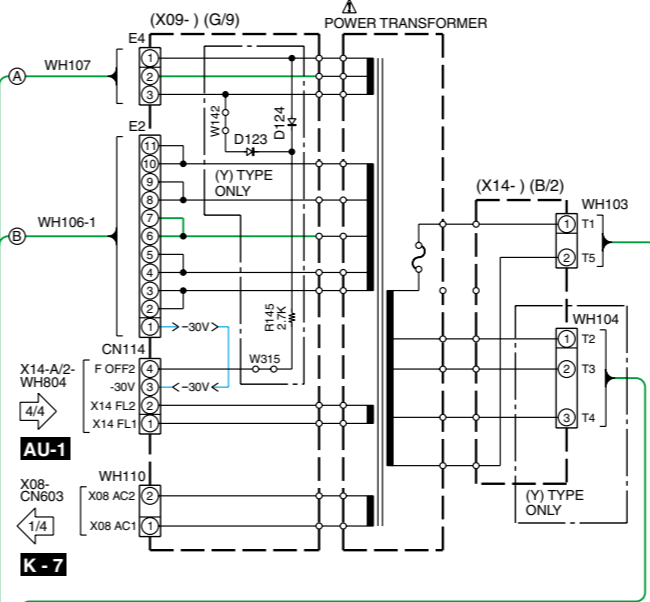 (X09- ) (G/9)
⚠
POWER TRANSFORMER
E4
A
WH107
1
2
3
W142
D123
D124
E2
11
10
9
8
7
6
5
4
3
2
1
(Y) TYPE
ONLY
B
WH106-1
−30V
R145
2.7K
CN114
W315
X14-A/2-
WH804
4/4
AU-1
F OFF2
4
-30V
3
−30V
X14 FL2
2
X14 FL1
1
WH110
X08-
CN603
1/4
K - 7
X08 AC2
2
X08 AC1
1
(X14- ) (B/2)
WH103
1
T1
2
T5
WH104
1
T2
2
T3
3
T4
(Y) TYPE
ONLY